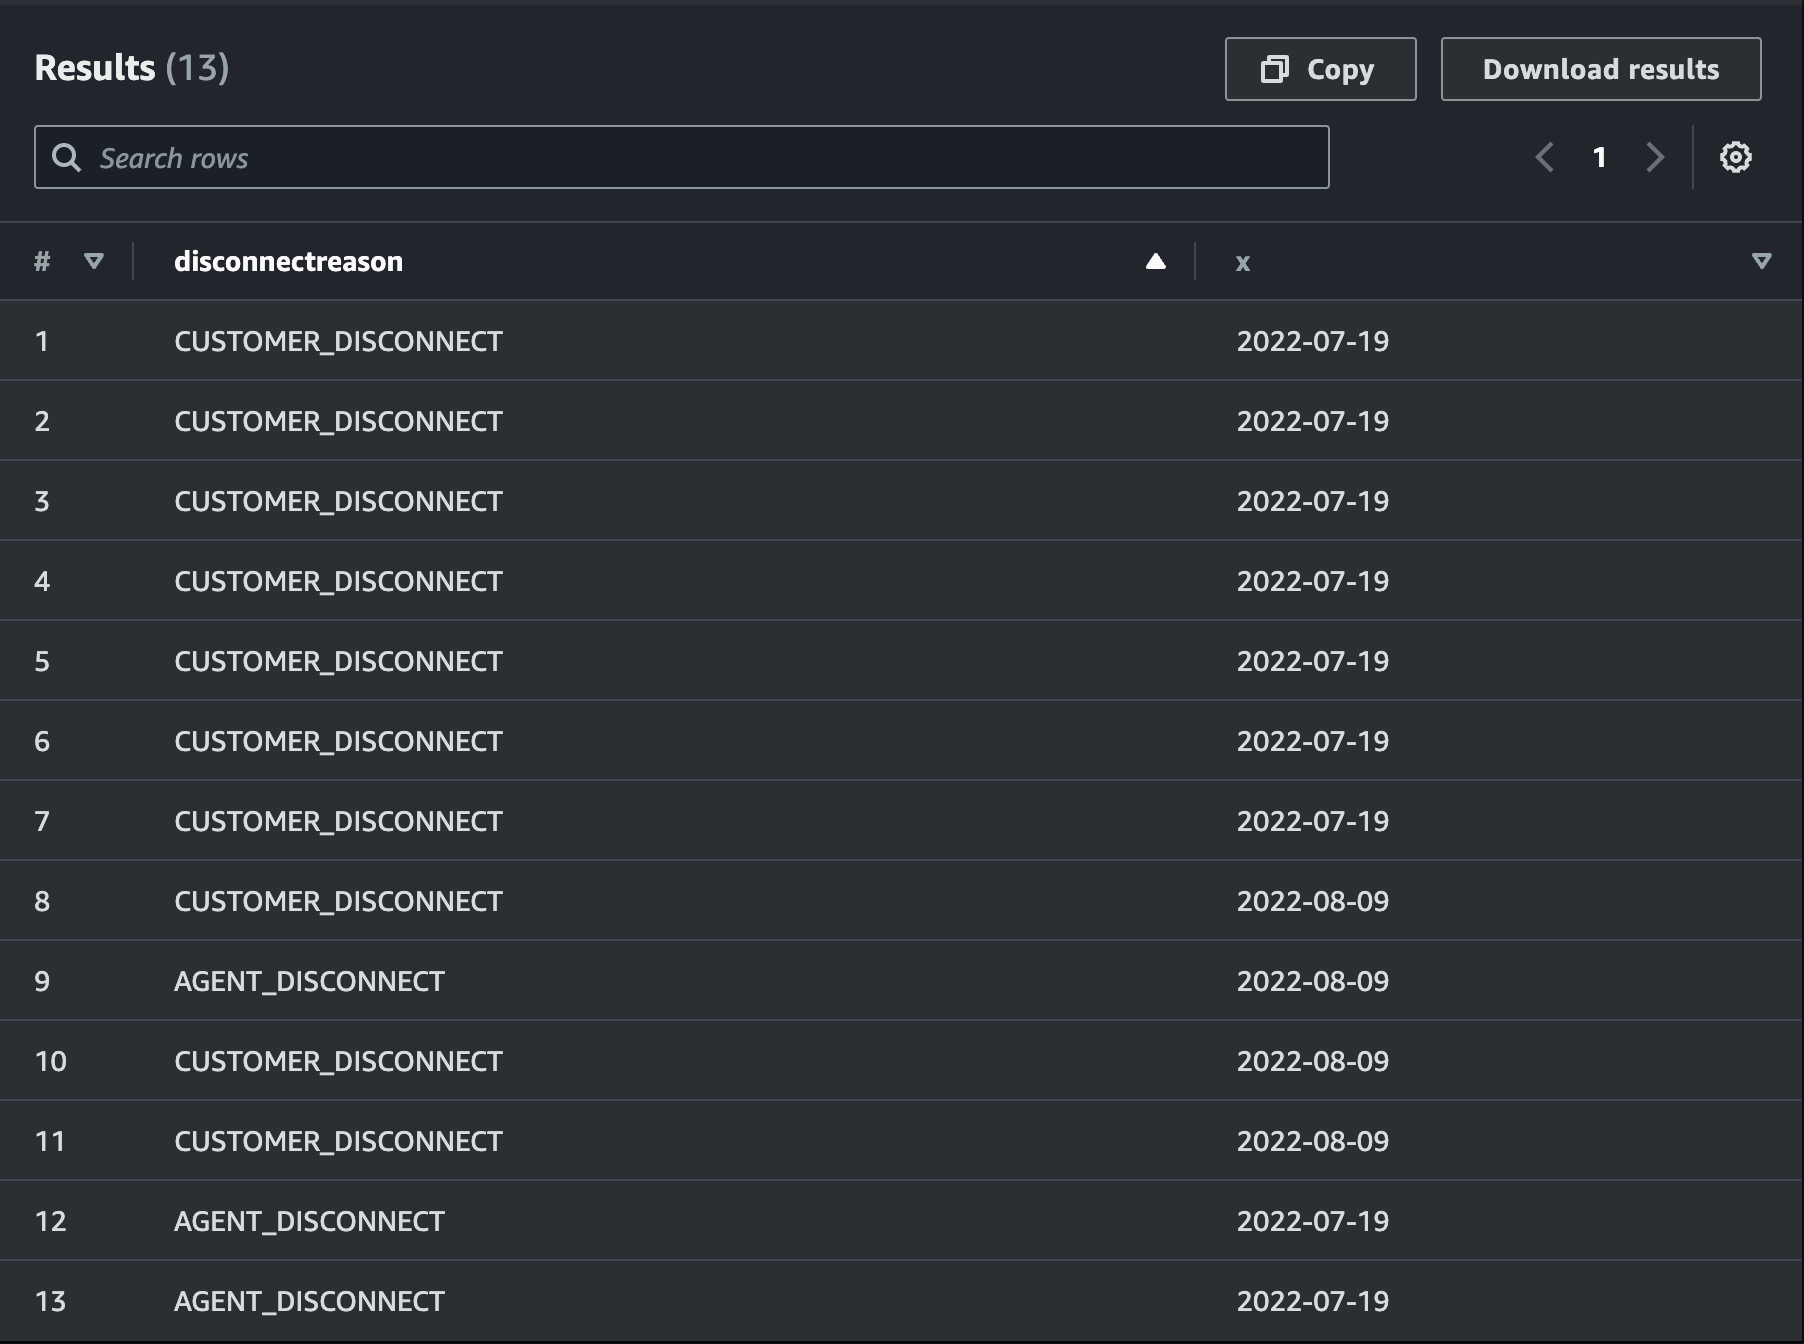 Results (13)
Copy
Download results
Search rows
1
# disconnectreason x
1 CUSTOMER_DISCONNECT 2022-07-19
2 CUSTOMER_DISCONNECT 2022-07-19
3 CUSTOMER_DISCONNECT 2022-07-19
4 CUSTOMER_DISCONNECT 2022-07-19
5 CUSTOMER_DISCONNECT 2022-07-19
6 CUSTOMER_DISCONNECT 2022-07-19
7 CUSTOMER_DISCONNECT 2022-07-19
8 CUSTOMER_DISCONNECT 2022-08-09
9 AGENT_DISCONNECT 2022-08-09
10 CUSTOMER_DISCONNECT 2022-08-09
11 CUSTOMER_DISCONNECT 2022-08-09
12 AGENT_DISCONNECT 2022-07-19
13 AGENT_DISCONNECT 2022-07-19